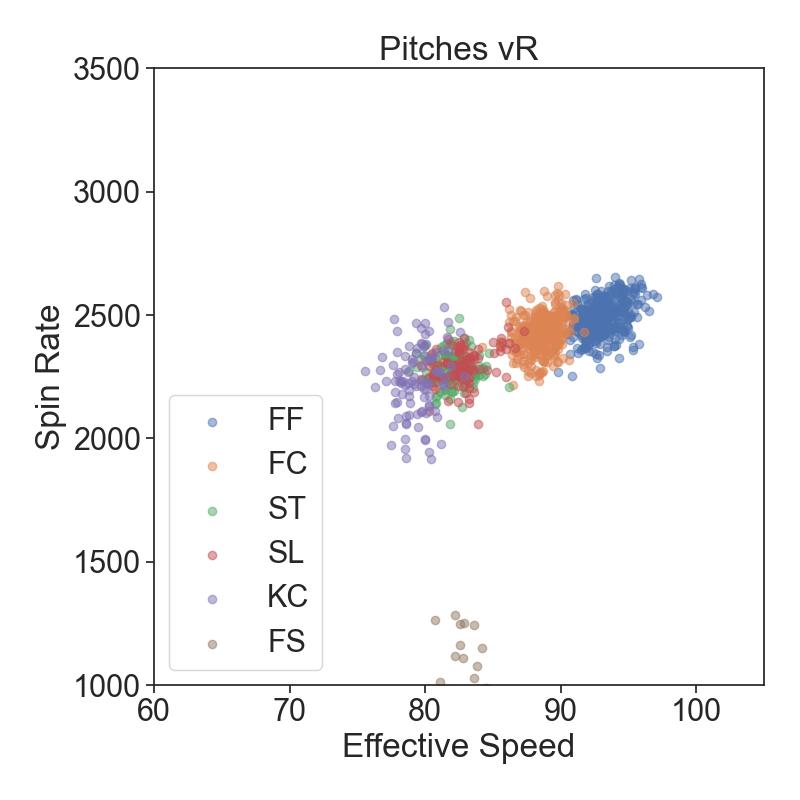 Pitches vR
3500
3000
2500
2000
1500
1000
Spin Rate
FF
FC
ST
SL
KC
FS
60
70
80
90
100
Effective Speed